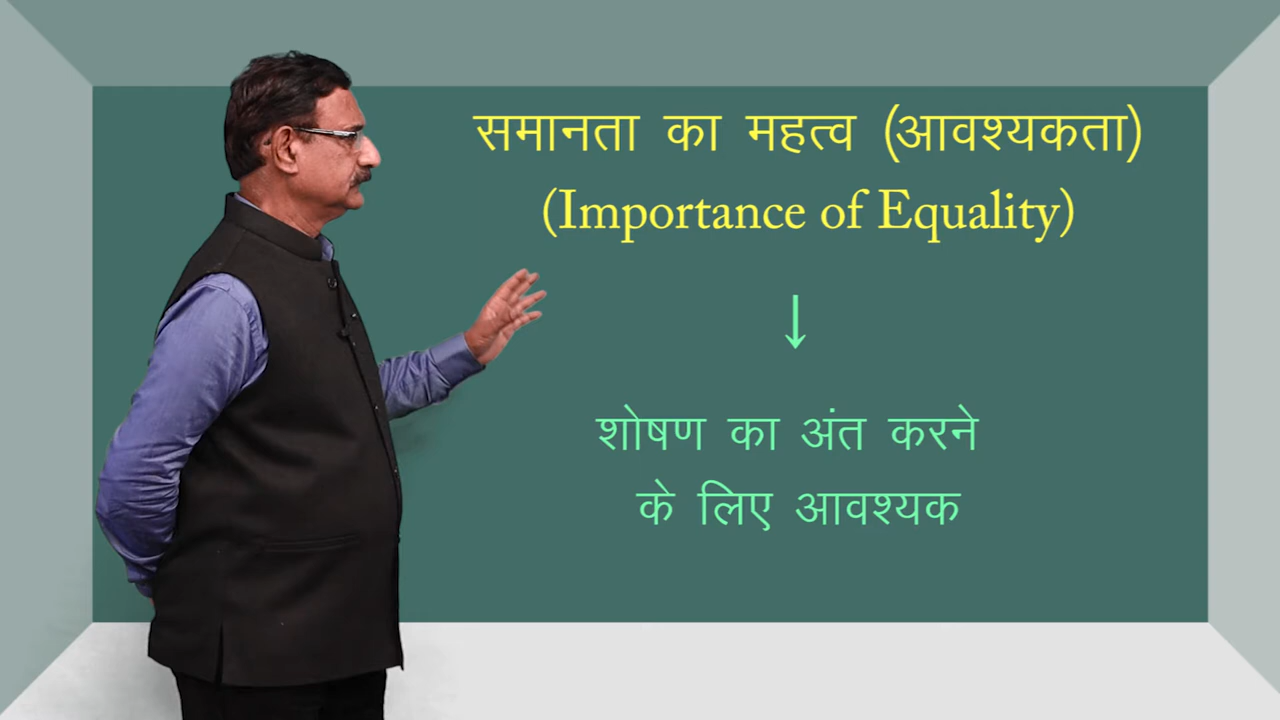 समानता का महत्व (आवश्यकता)
(Importance of Equality)
↓
शोषण का अंत करने
के लिए आवश्यक